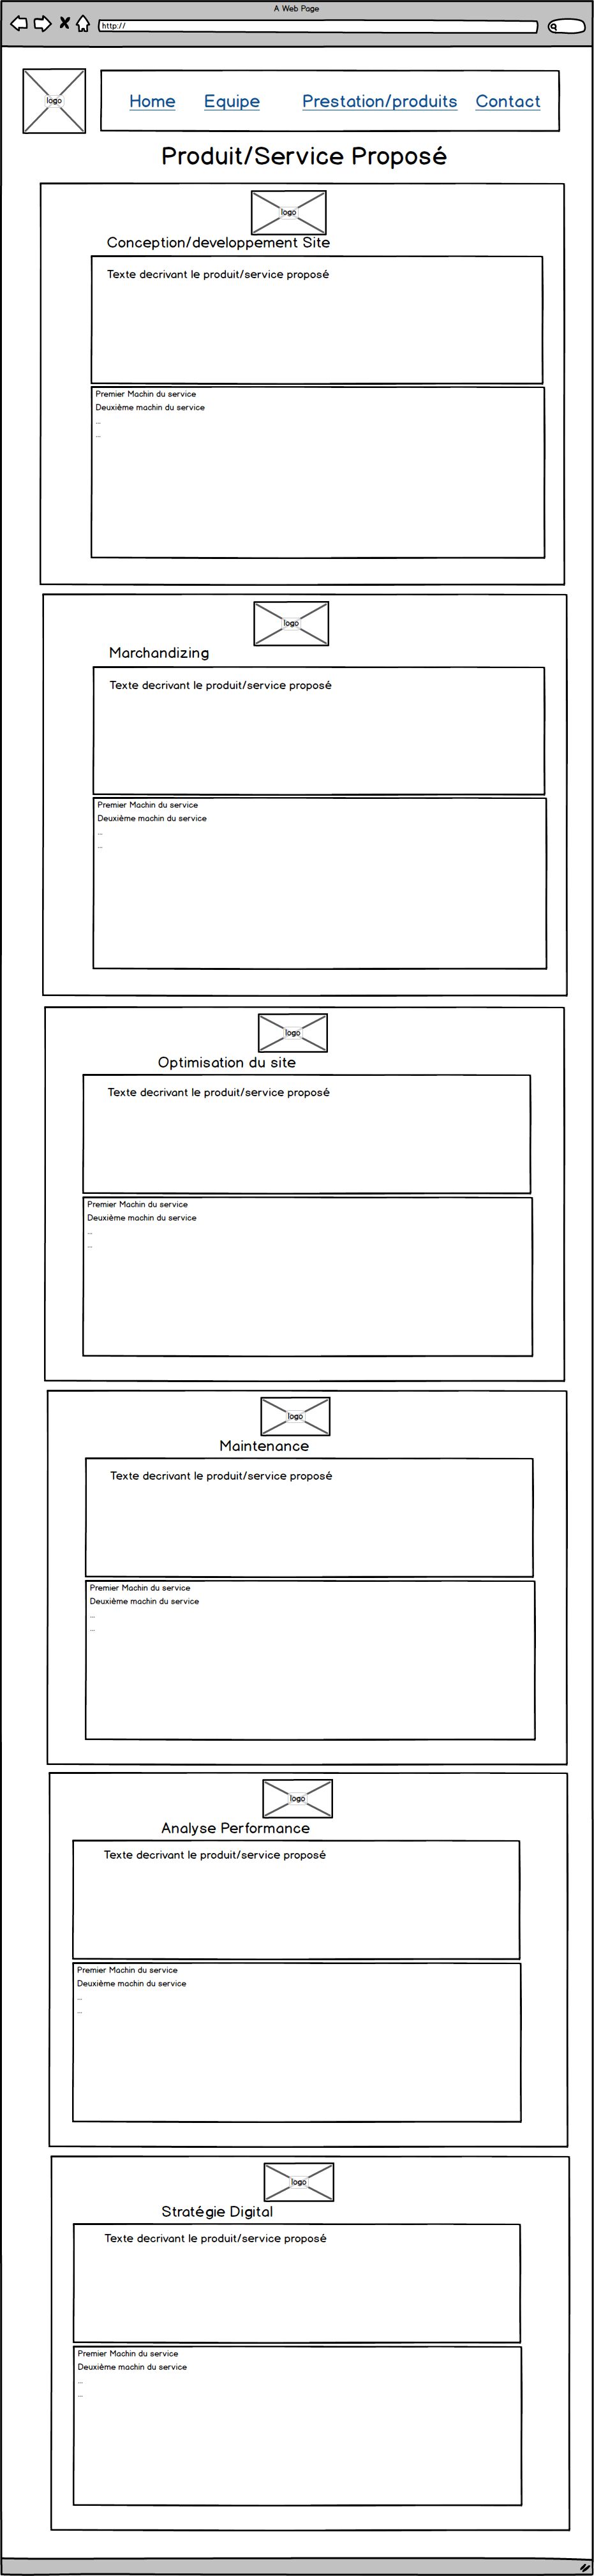 A Web Page
http://
logo
Home Equipe Prestation/produits Contact
Produit/Service Proposé
logo
Conception/developpement Site
Texte decrivant le produit/service proposé
Premier Machin du service
Deuxième machin du service
...
...
logo
Marchandizing
Texte decrivant le produit/service proposé
Premier Machin du service
Deuxième machin du service
...
...
logo
Optimisation du site
Texte decrivant le produit/service proposé
Premier Machin du service
Deuxième machin du service
...
...
logo
Maintenance
Texte decrivant le produit/service proposé
Premier Machin du service
Deuxième machin du service
...
...
logo
Analyse Performance
Texte decrivant le produit/service proposé
Premier Machin du service
Deuxième machin du service
...
...
logo
Stratégie Digital
Texte decrivant le produit/service proposé
Premier Machin du service
Deuxième machin du service
...
...